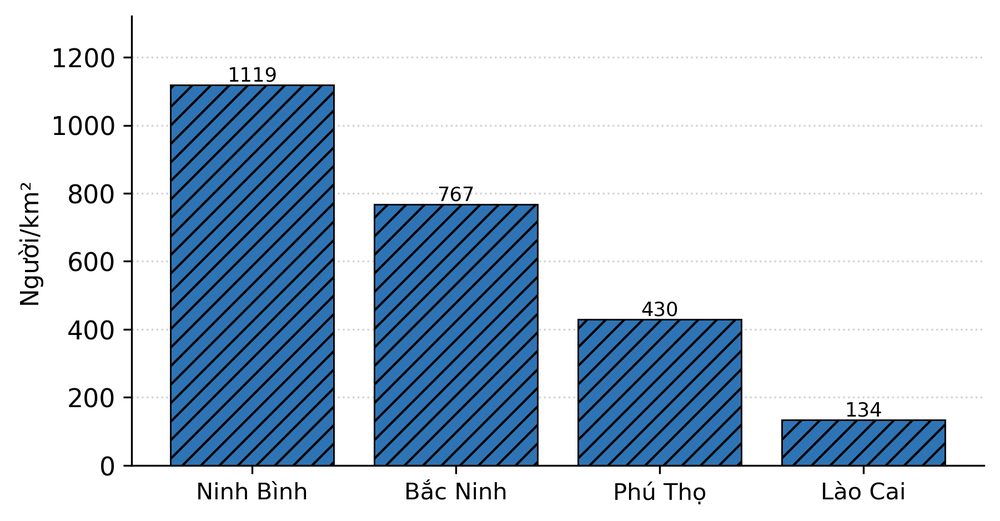 Người/km²
1200
1000
800
600
400
200
0
1119
767
430
134
Ninh Bình
Bắc Ninh
Phú Thọ
Lào Cai